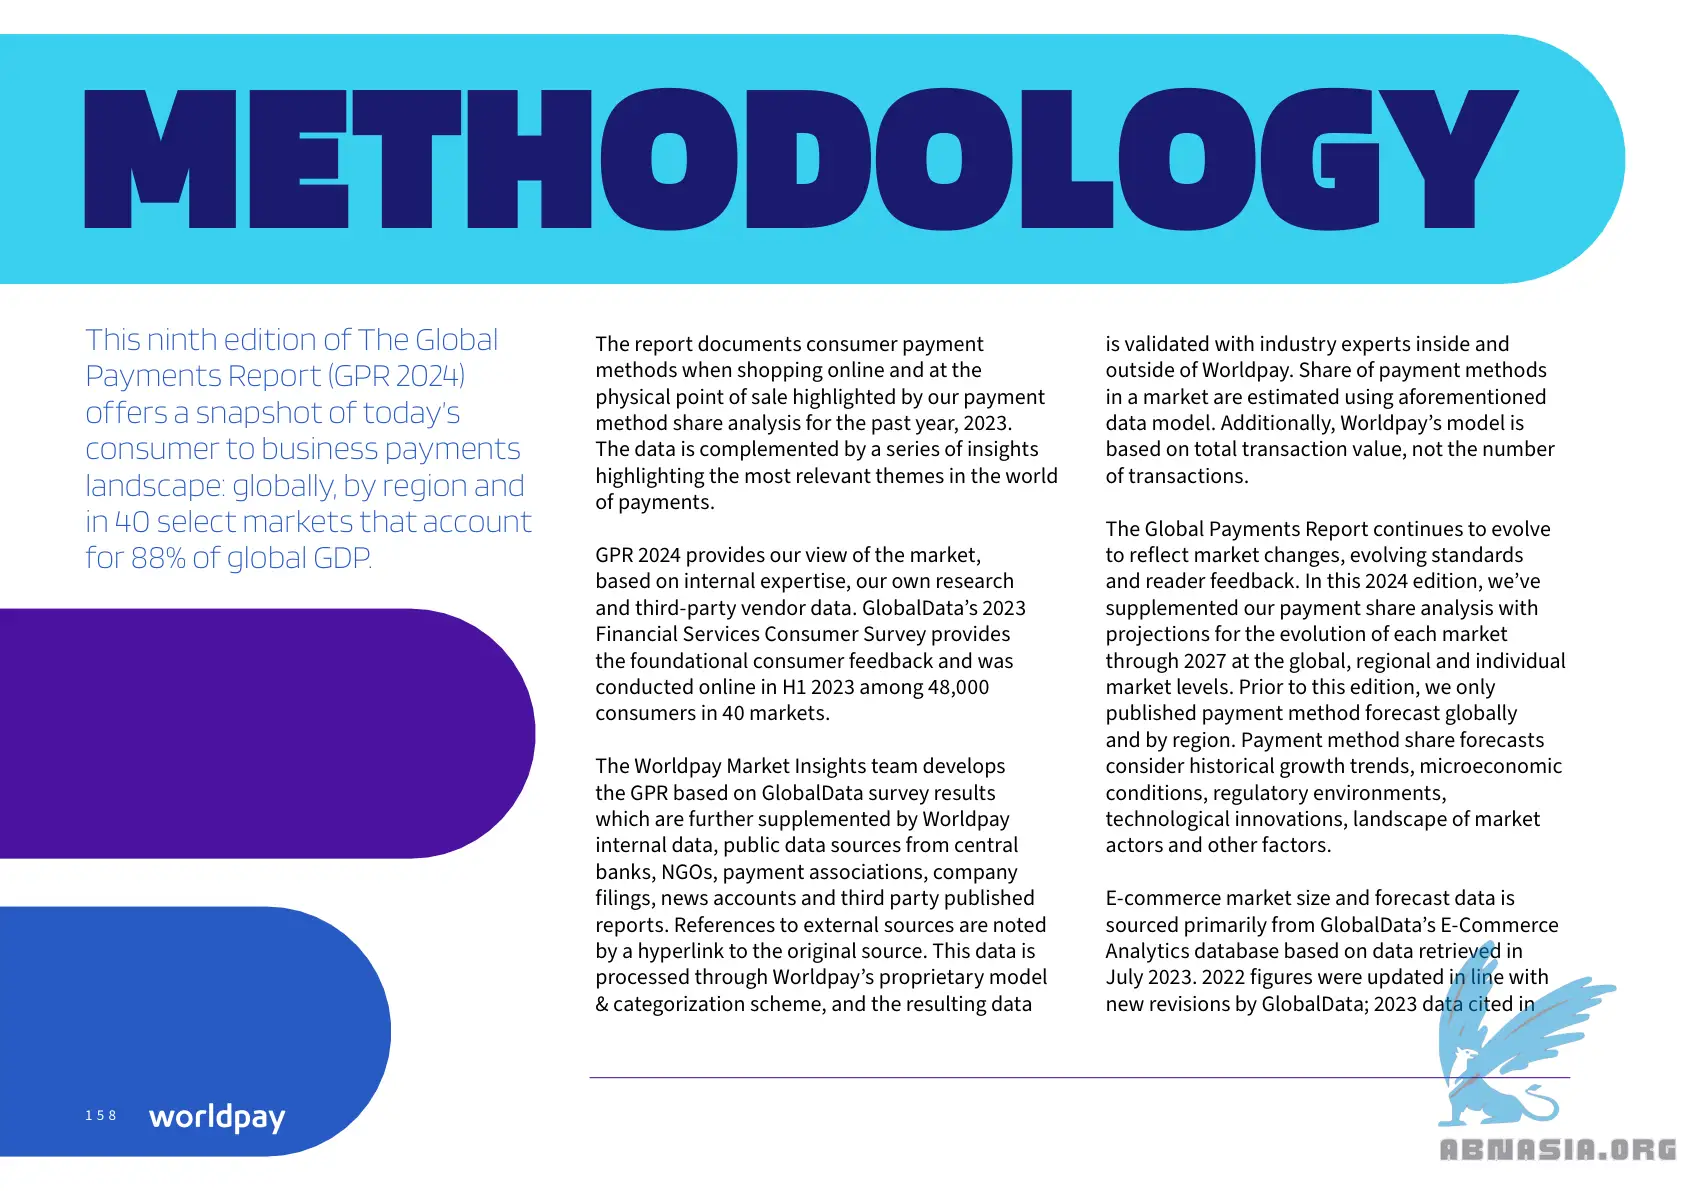 METHODOLOGY
This ninth edition of The Global
Payments Report (GPR 2024)
offers a snapshot of today's
consumer to business payments
landscape: globally, by region and
in 40 select markets that account
for 88% of global GDP.
The report documents consumer payment
methods when shopping online and at the
physical point of sale highlighted by our payment
method share analysis for the past year, 2023.
The data is complemented by a series of insights
highlighting the most relevant themes in the world
of payments.
GPR 2024 provides our view of the market,
based on internal expertise, our own research
and third-party vendor data. GlobalData’s 2023
Financial Services Consumer Survey provides
the foundational consumer feedback and was
conducted online in H1 2023 among 48,000
consumers in 40 markets.
The Worldpay Market Insights team develops
the GPR based on GlobalData survey results
which are further supplemented by Worldpay
internal data, public data sources from central
banks, NGOs, payment associations, company
filings, news accounts and third party published
reports. References to external sources are noted
by a hyperlink to the original source. This data is
processed through Worldpay’s proprietary model
& categorization scheme, and the resulting data
is validated with industry experts inside and
outside of Worldpay. Share of payment methods
in a market are estimated using aforementioned
data model. Additionally, Worldpay’s model is
based on total transaction value, not the number
of transactions.
The Global Payments Report continues to evolve
to reflect market changes, evolving standards
and reader feedback. In this 2024 edition, we’ve
supplemented our payment share analysis with
projections for the evolution of each market
through 2027 at the global, regional and individual
market levels. Prior to this edition, we only
published payment method forecast globally
and by region. Payment method share forecasts
consider historical growth trends, microeconomic
conditions, regulatory environments,
technological innovations, landscape of market
actors and other factors.
E-commerce market size and forecast data is
sourced primarily from GlobalData’s E-Commerce
Analytics database based on data retrieved in
July 2023. 2022 figures were updated in line with
new revisions by GlobalData; 2023 data cited in
158 worldpay
ABNASIA.ORG